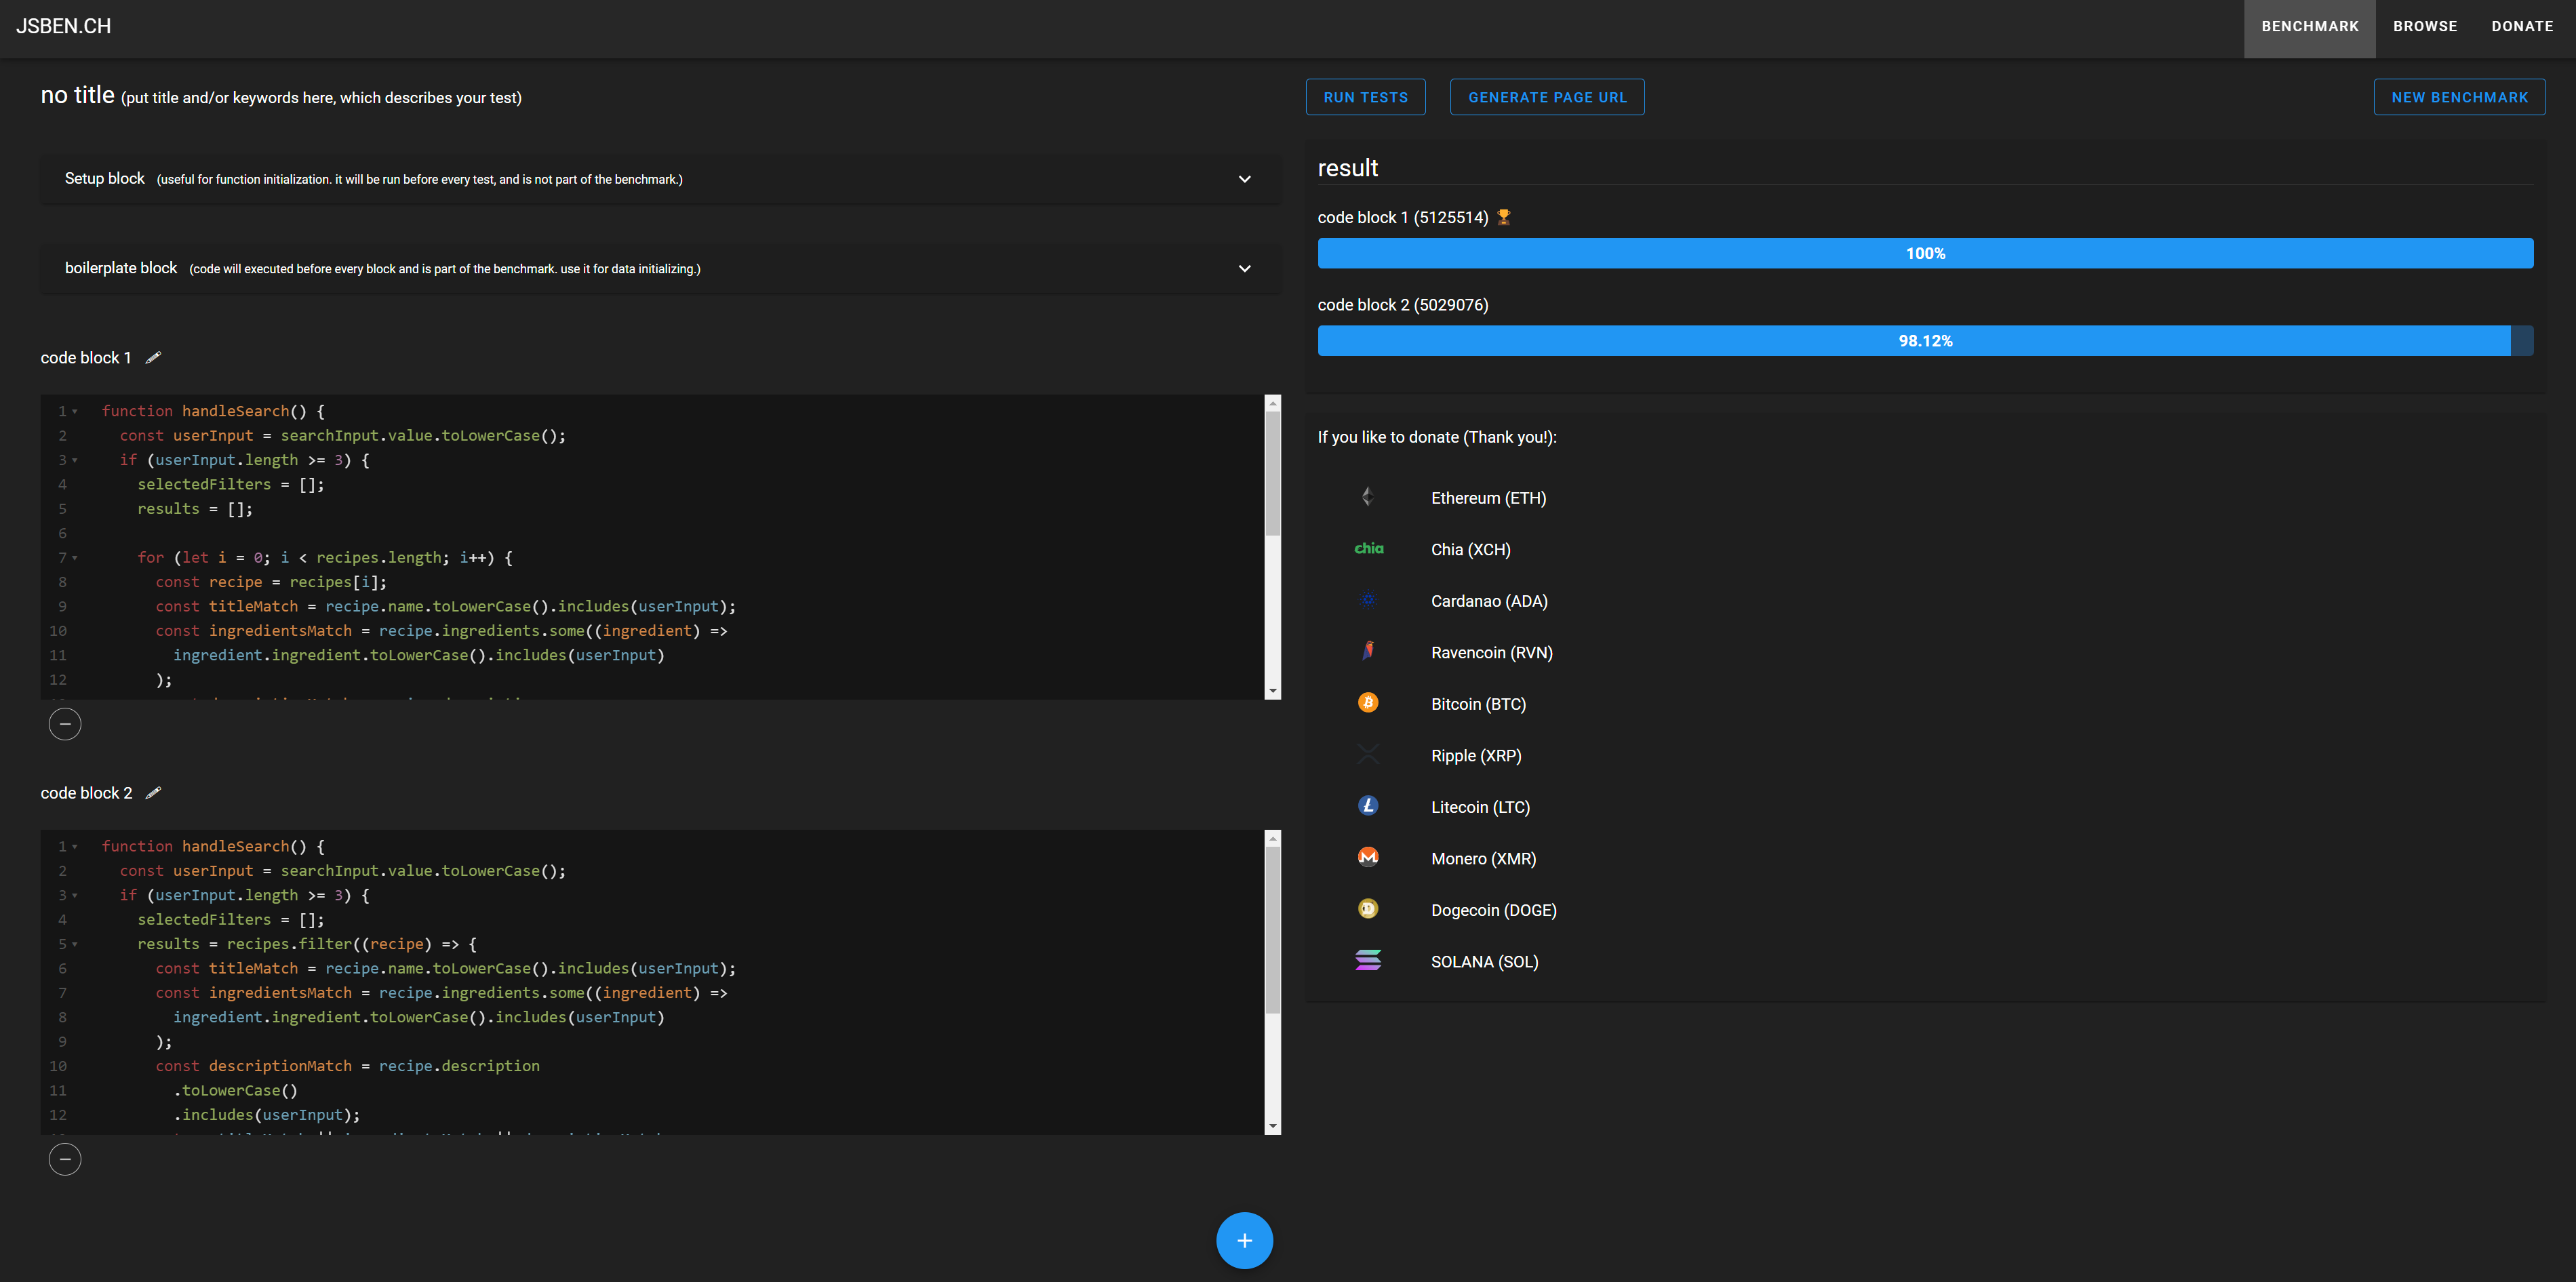 JSBEN.CH
BENCHMARK
BROWSE
DONATE
no title (put title and/or keywords here, which describes your test)
RUN TESTS
GENERATE PAGE URL
NEW BENCHMARK
Setup block (useful for function initialization. it will be run before every test, and is not part of the benchmark.)
boilerplate block (code will executed before every block and is part of the benchmark. use it for data initializing.)
code block 1
1 function handleSearch() {
2 const userInput = searchInput.value.toLowerCase();
3 if (userInput.length >= 3) {
4 selectedFilters = [];
5 results = [];
6
7 for (let i = 0; i < recipes.length; i++) {
8 const recipe = recipes[i];
9 const titleMatch = recipe.name.toLowerCase().includes(userInput);
10 const ingredientsMatch = recipe.ingredients.some((ingredient) =>
11 ingredient.ingredient.toLowerCase().includes(userInput)
12 );
code block 2
1 function handleSearch() {
2 const userInput = searchInput.value.toLowerCase();
3 if (userInput.length >= 3) {
4 selectedFilters = [];
5 results = recipes.filter((recipe) => {
6 const titleMatch = recipe.name.toLowerCase().includes(userInput);
7 const ingredientsMatch = recipe.ingredients.some((ingredient) =>
8 ingredient.ingredient.toLowerCase().includes(userInput)
9 );
10 const descriptionMatch = recipe.description
11 .toLowerCase()
12 .includes(userInput);
result
code block 1 (5125514)
100%
code block 2 (5029076)
98.12%
If you like to donate (Thank you!):
Ethereum (ETH)
chia Chia (XCH)
Cardanao (ADA)
Ravencoin (RVN)
Bitcoin (BTC)
Ripple (XRP)
Litecoin (LTC)
Monero (XMR)
Dogecoin (DOGE)
SOLANA (SOL)